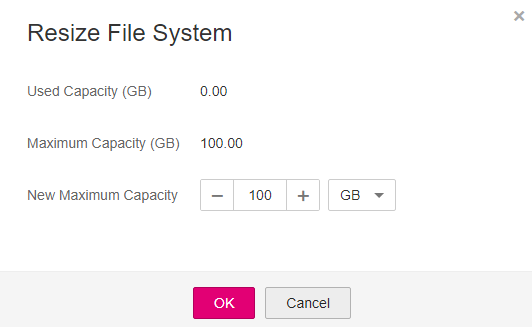 Resize File System
Used Capacity (GB) 0.00
Maximum Capacity (GB) 100.00
New Maximum Capacity − 100 + GB
OK Cancel